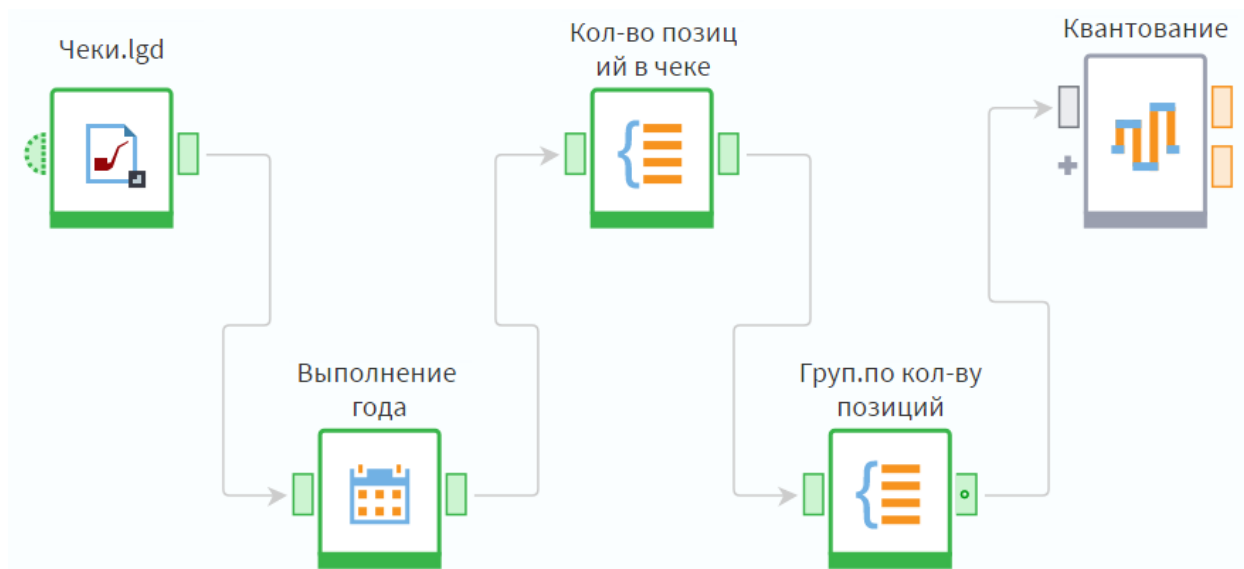 Чеки.lgd
Кол-во позиц
ий в чеке
Квантование
Выполнение
года
Груп.по кол-ву
позиций